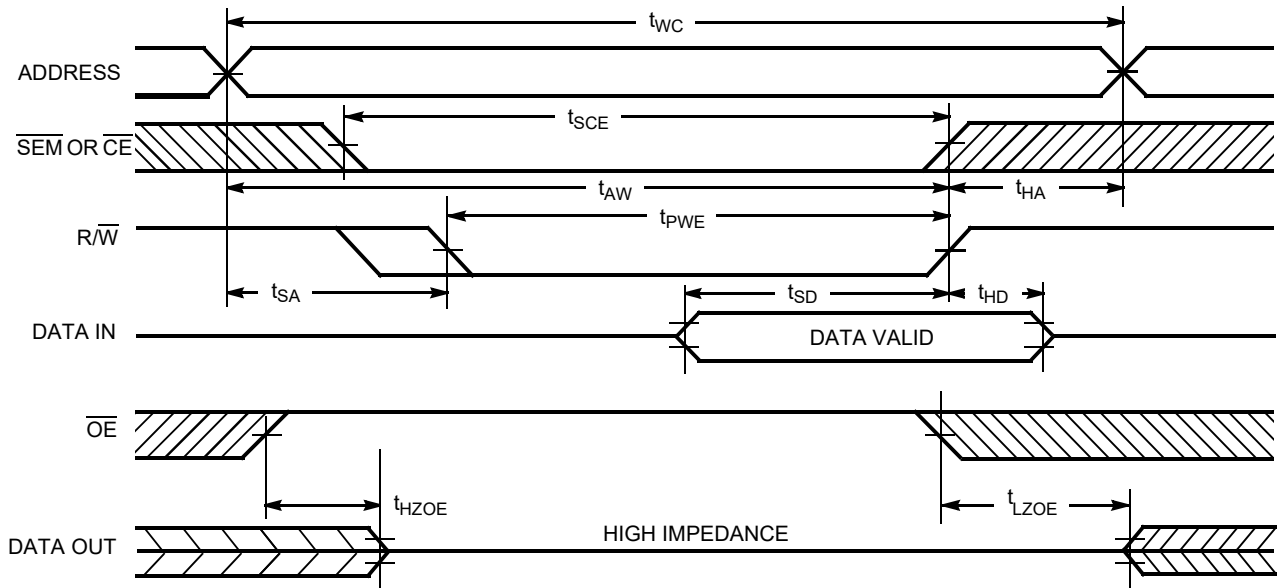 tWC
ADDRESS
tSCE
SEM OR CE
tAW
tHA
tPWE
R/W
tSA
tSD
tHD
DATA IN
DATA VALID
OE
tHZOE
tLZOE
HIGH IMPEDANCE
DATA OUT